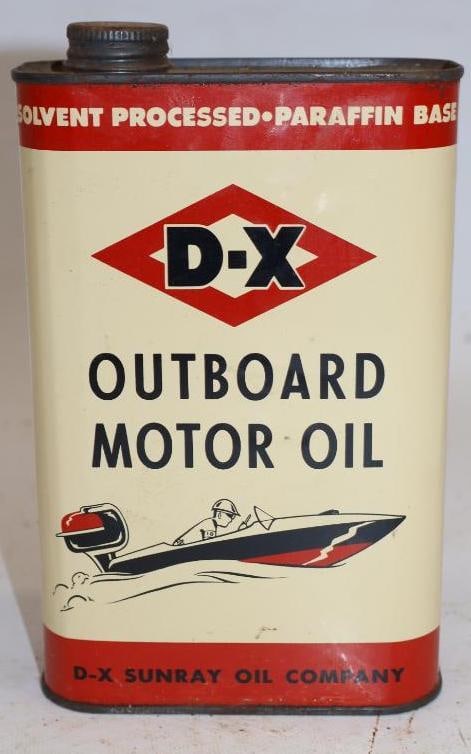 SOLVENT PROCESSED•PARAFFIN BASE
D-X
OUTBOARD
MOTOR OIL
D-X SUNRAY OIL COMPANY